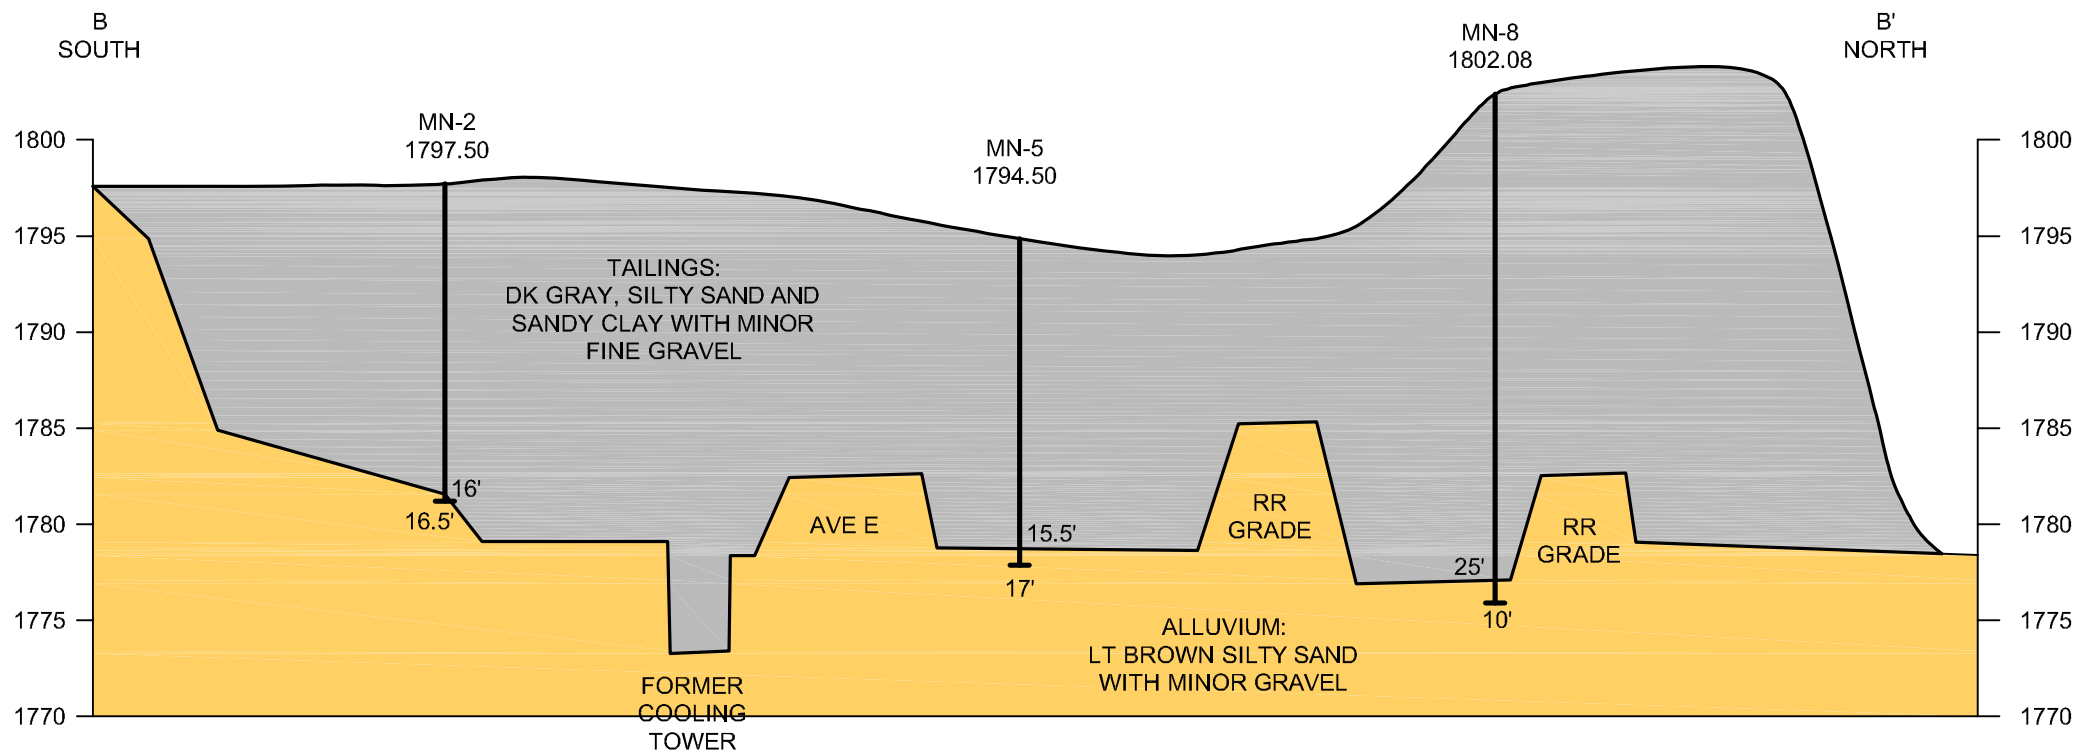 B
SOUTH
MN-2
1797.50
MN-5
1794.50
MN-8
1802.08
B'
NORTH
1800
1795
1790
1785
1780
1775
1770
TAILINGS:
DK GRAY, SILTY SAND AND
SANDY CLAY WITH MINOR
FINE GRAVEL
16'
16.5'
AVE E
15.5'
17'
RR
GRADE
25'
10'
RR
GRADE
FORMER
COOLING
TOWER
ALLUVIUM:
LT BROWN SILTY SAND
WITH MINOR GRAVEL
1800
1795
1790
1785
1780
1775
1770